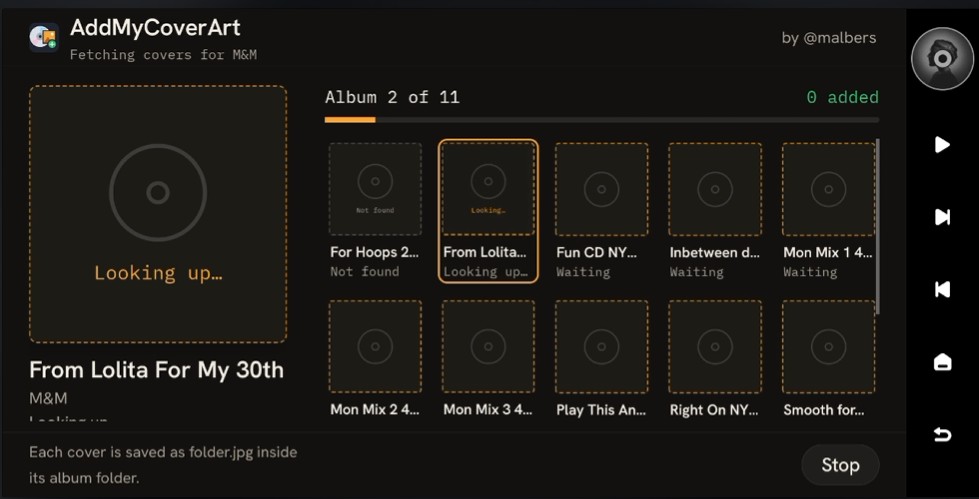 AddMyCoverArt
Fetching covers for M&M
by @malbers
Looking up…
From Lolita For My 30th
M&M
Looking up
Album 2 of 11
0 added
Not found
Looking…
For Hoops 2…
From Lolita…
Fun CD NY…
Inbetween d…
Mon Mix 1 4…
Not found
Looking up…
Waiting
Waiting
Waiting
Mon Mix 2 4…
Mon Mix 3 4…
Play This An…
Right On NY…
Smooth for…
Each cover is saved as folder.jpg inside
its album folder.
Stop